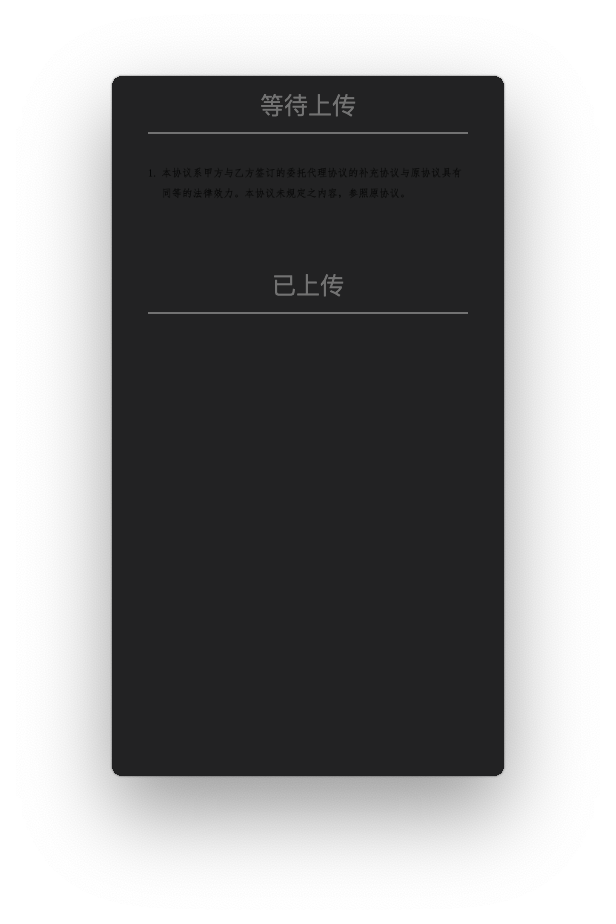 等待上传
1. 本协议系甲方与乙方签订的委托代理协议的补充协议与原协议具有
同等的法律效力。本协议未规定之内容，参照原协议。
已上传